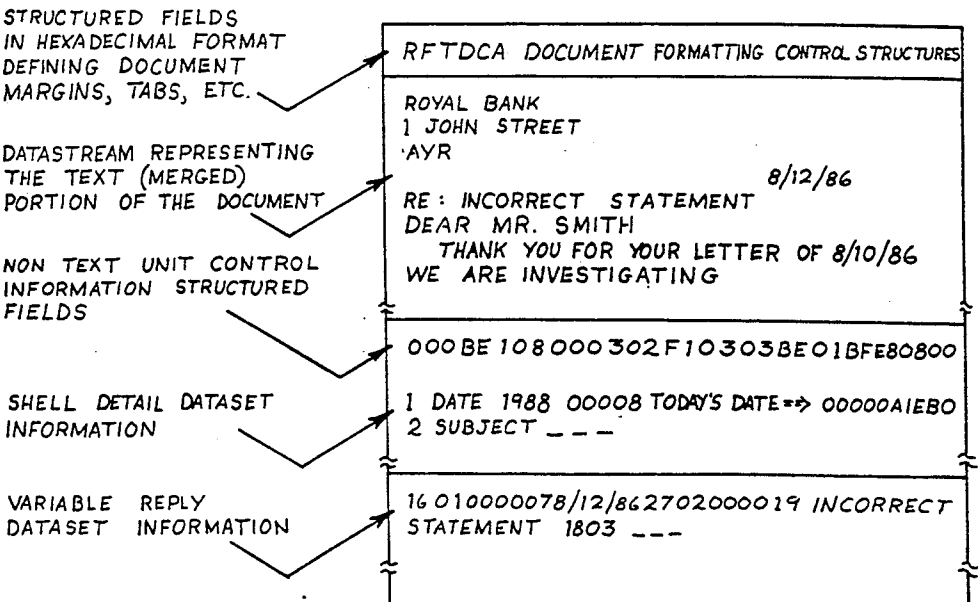 STRUCTURED FIELDS
IN HEXADECIMAL FORMAT
DEFINING DOCUMENT
MARGINS, TABS, ETC.
DATASTREAM REPRESENTING
THE TEXT (MERGED)
PORTION OF THE DOCUMENT
NON TEXT UNIT CONTROL
INFORMATION STRUCTURED
FIELDS
SHELL DETAIL DATASET
INFORMATION
VARIABLE REPLY
DATASET INFORMATION
RFTDCA DOCUMENT FORMATTING CONTROL STRUCTURES
ROYAL BANK
1 JOHN STREET
AYR
8/12/86
RE: INCORRECT STATEMENT
DEAR MR. SMITH
THANK YOU FOR YOUR LETTER OF 8/10/86
WE ARE INVESTIGATING
000BE108000302F10303BE01BFE80800
1 DATE 1988 00008 TODAY'S DATE==> 00000A1EB0
2 SUBJECT _ _ _
16010000078/12/862702000019 INCORRECT
STATEMENT 1803 _ _ _